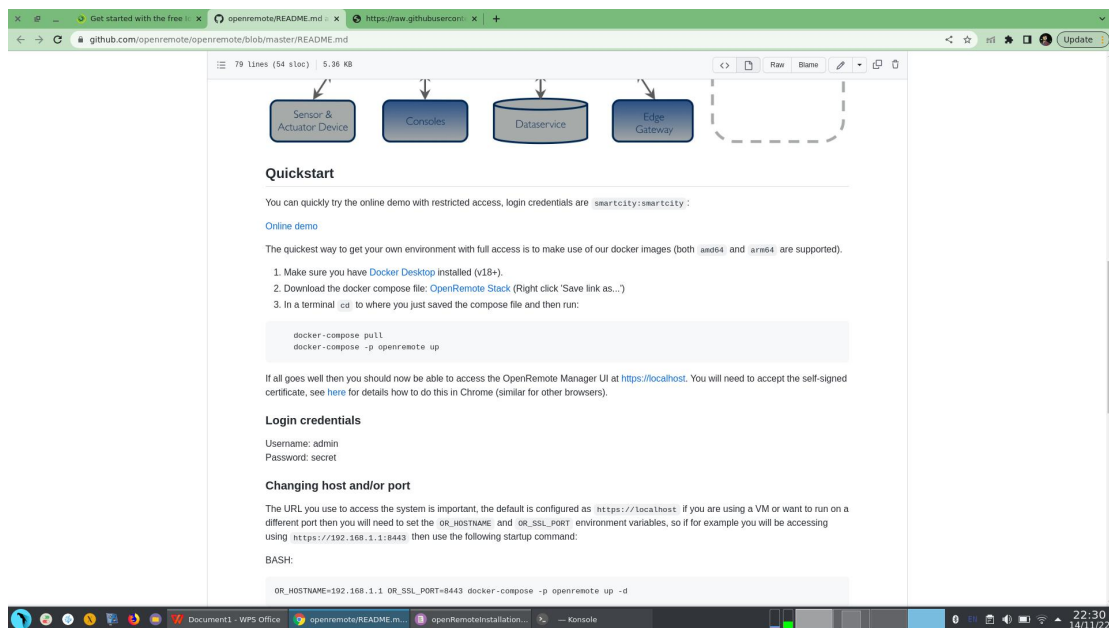 Get started with the free
openremote/README.md
https://raw.githubusercont
github.com/openremote/openremote/blob/master/README.md
Update
79 lines (54 sloc) 5.36 KB
Raw Blame
Sensor &
Actuator Device
Consoles
Dataservice
Edge
Gateway
Quickstart
You can quickly try the online demo with restricted access, login credentials are smartcity:smartcity :
Online demo
The quickest way to get your own environment with full access is to make use of our docker images (both amd64 and arm64 are supported).
1. Make sure you have Docker Desktop installed (v18+).
2. Download the docker compose file: OpenRemote Stack (Right click 'Save link as...')
3. In a terminal cd to where you just saved the compose file and then run:
docker-compose pull
docker-compose -p openremote up
If all goes well then you should now be able to access the OpenRemote Manager UI at https://localhost. You will need to accept the self-signed
certificate, see here for details how to do this in Chrome (similar for other browsers).
Login credentials
Username: admin
Password: secret
Changing host and/or port
The URL you use to access the system is important, the default is configured as https://localhost if you are using a VM or want to run on a
different port then you will need to set the OR_HOSTNAME and OR_SSL_PORT environment variables, so if for example you will be accessing
using https://192.168.1.1:8443 then use the following startup command:
BASH:
OR_HOSTNAME=192.168.1.1 OR_SSL_PORT=8443 docker-compose -p openremote up -d
Document1 - WPS Office
openremote/README.m...
openRemoteInstallation...
— Konsole
EN
22:30
14/11/22